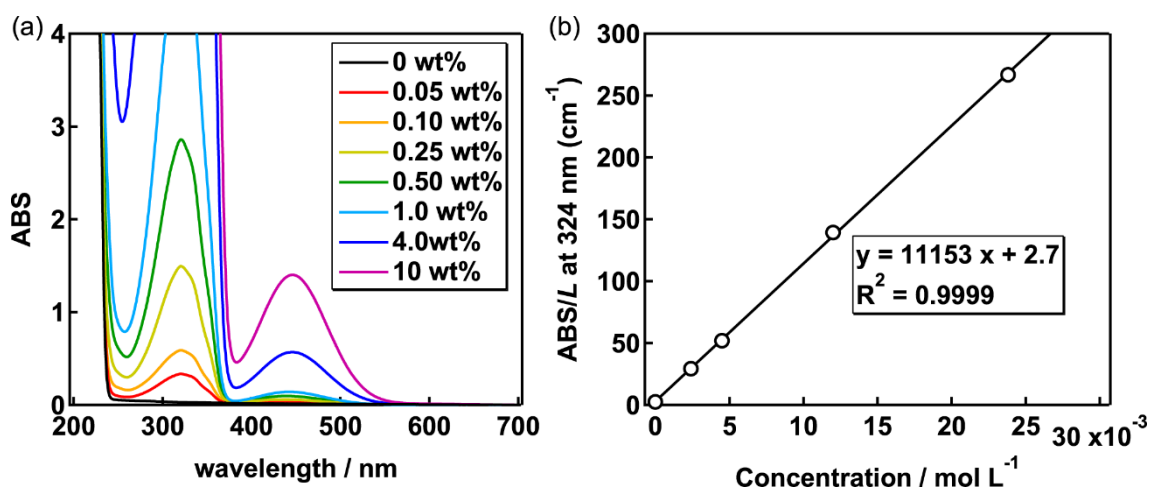 (a)
4
3
2
1
0
ABS
200 300 400 500 600 700
wavelength / nm
0 wt%
0.05 wt%
0.10 wt%
0.25 wt%
0.50 wt%
1.0 wt%
4.0wt%
10 wt%
(b)
300
250
200
150
100
50
0
ABS/L at 324 nm (cm⁻¹)
0 5 10 15 20 25 30 x10⁻³
Concentration / mol L⁻¹
y = 11153 x + 2.7
R² = 0.9999